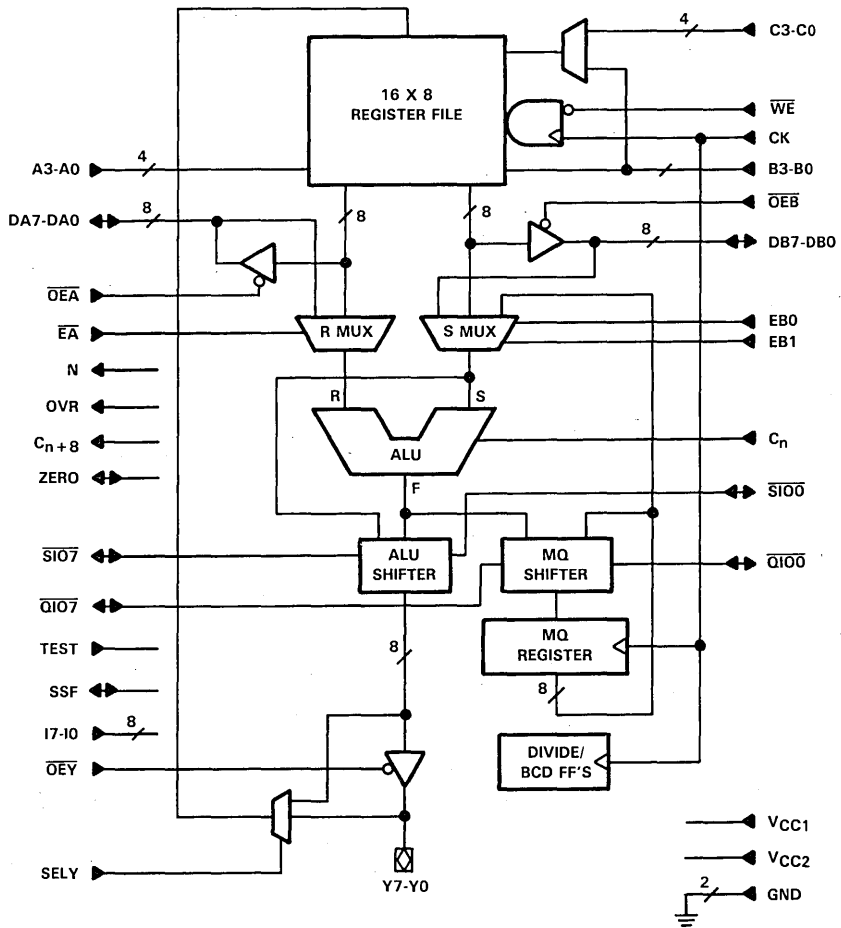 4
C3-C0
16 X 8
REGISTER FILE
WE
CK
4
A3-A0
B3-B0
8
8
8
OEB
DA7-DA0
8
DB7-DB0
OEA
EA
R MUX
S MUX
EB0
EB1
N
R
S
OVR
Cn+8
ALU
Cn
ZERO
F
SIO0
SIO7
ALU
SHIFTER
MQ
SHIFTER
QIO0
QIO7
MQ
REGISTER
TEST
8
8
SSF
I7-I0
8
DIVIDE/
BCD FF'S
OEY
VCC1
VCC2
SELY
Y7-Y0
2
GND